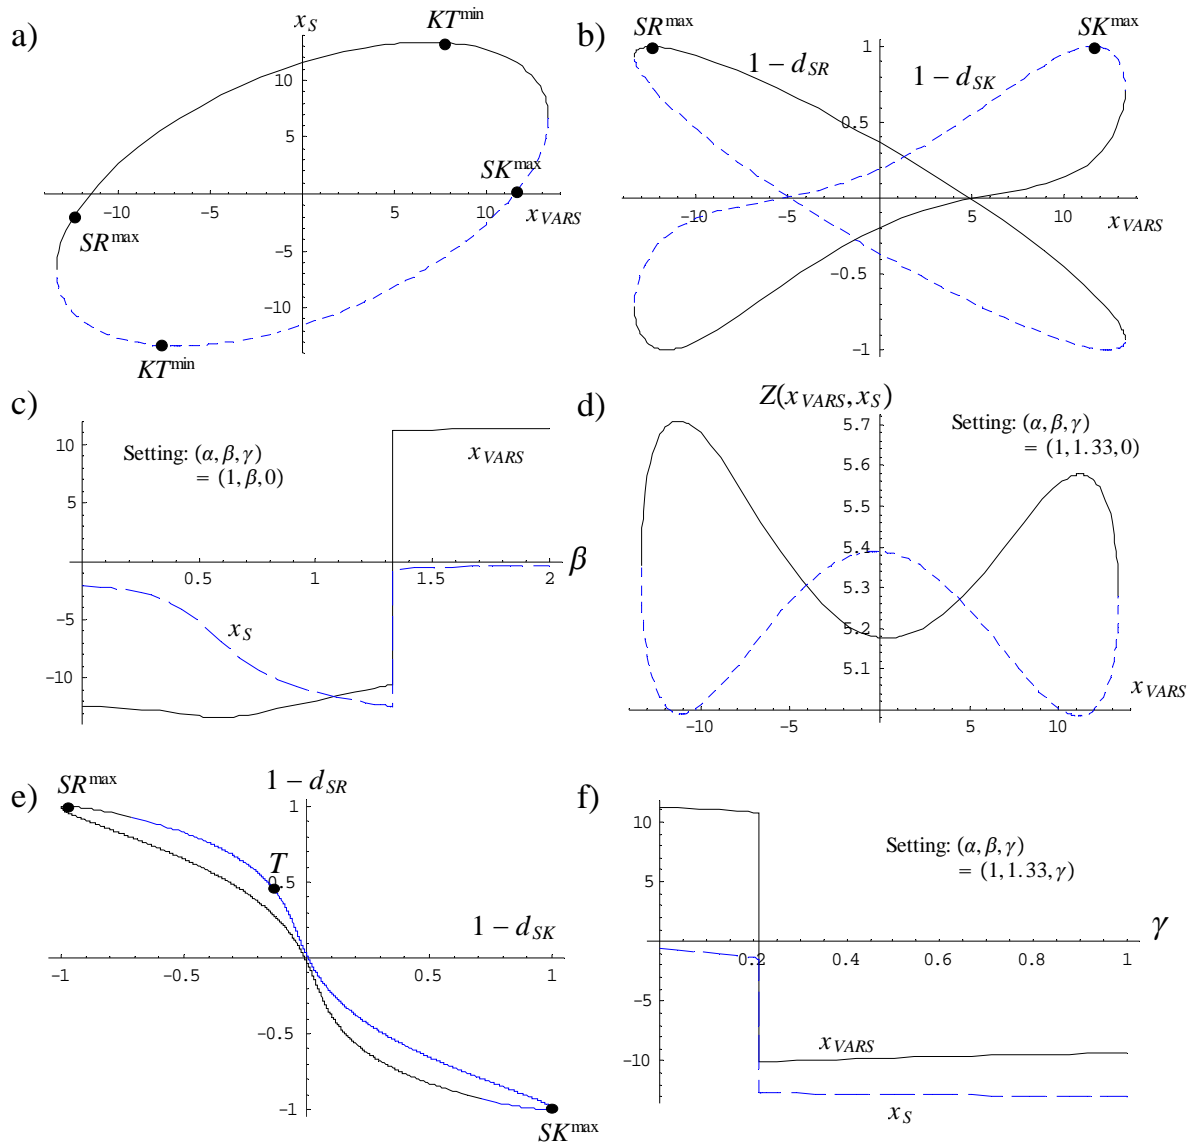 a)
x_S
KT^min
10
5
-5
-10
-10
-5
5
10
x_VARS
SR^max
SK^max
KT^min
b)
SR^max
SK^max
1 − d_SR
1 − d_SK
1
0.5
-0.5
-1
-10
-5
5
10
x_VARS
c)
Setting: (α, β, γ)
= (1, β, 0)
x_VARS
10
5
-5
-10
0.5
1
1.5
2
β
x_S
d)
Z(x_VARS, x_S)
Setting: (α, β, γ)
= (1, 1.33, 0)
5.7
5.6
5.5
5.4
5.3
5.2
5.1
-10
-5
5
10
x_VARS
e)
SR^max
1 − d_SR
1
T
0.5
1 − d_SK
-1
-0.5
0.5
1
-0.5
-1
SK^max
f)
Setting: (α, β, γ)
= (1, 1.33, γ)
10
5
-5
-10
0.2
0.4
0.6
0.8
1
γ
x_VARS
x_S